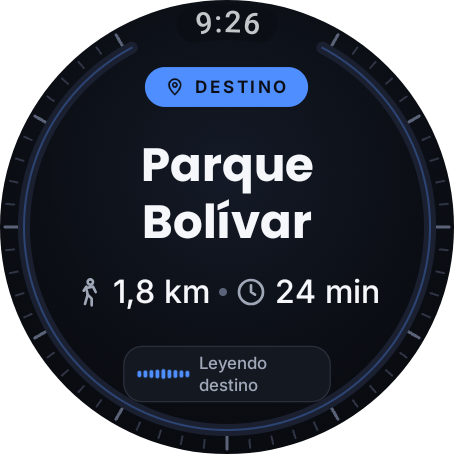 9:26
DESTINO
Parque
Bolívar
1,8 km • 24 min
Leyendo
destino